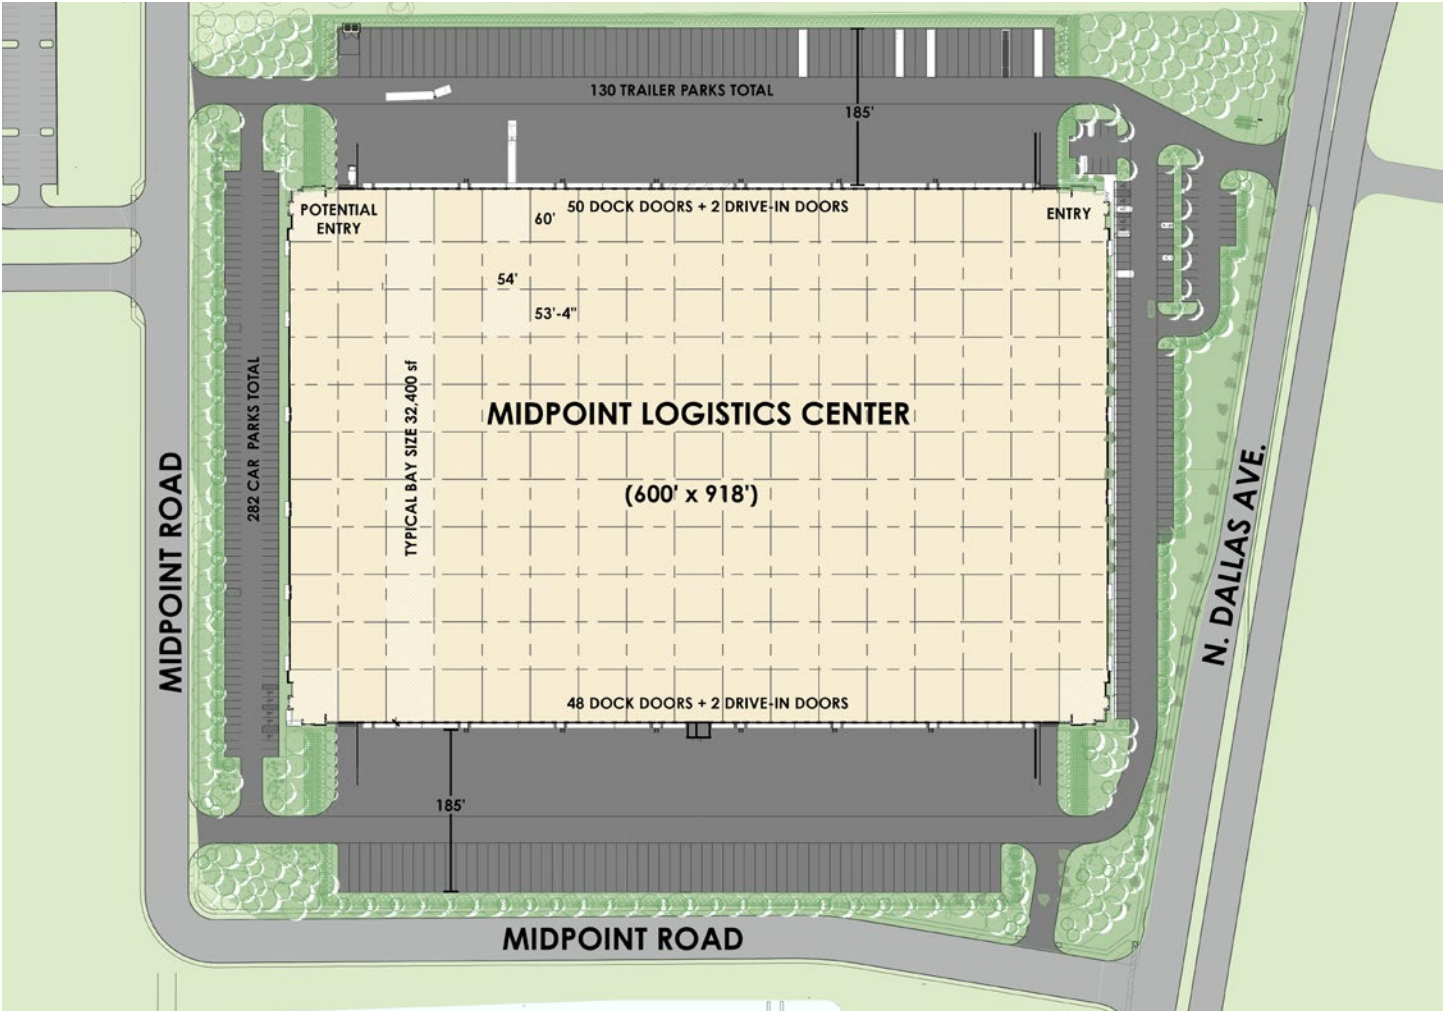 130 TRAILER PARKS TOTAL
185'
POTENTIAL
ENTRY
60'
50 DOCK DOORS + 2 DRIVE-IN DOORS
ENTRY
54'
53'-4"
282 CAR PARKS TOTAL
TYPICAL BAY SIZE 32,400 sf
MIDPOINT LOGISTICS CENTER
(600' x 918')
MIDPOINT ROAD
N. DALLAS AVE.
48 DOCK DOORS + 2 DRIVE-IN DOORS
185'
MIDPOINT ROAD